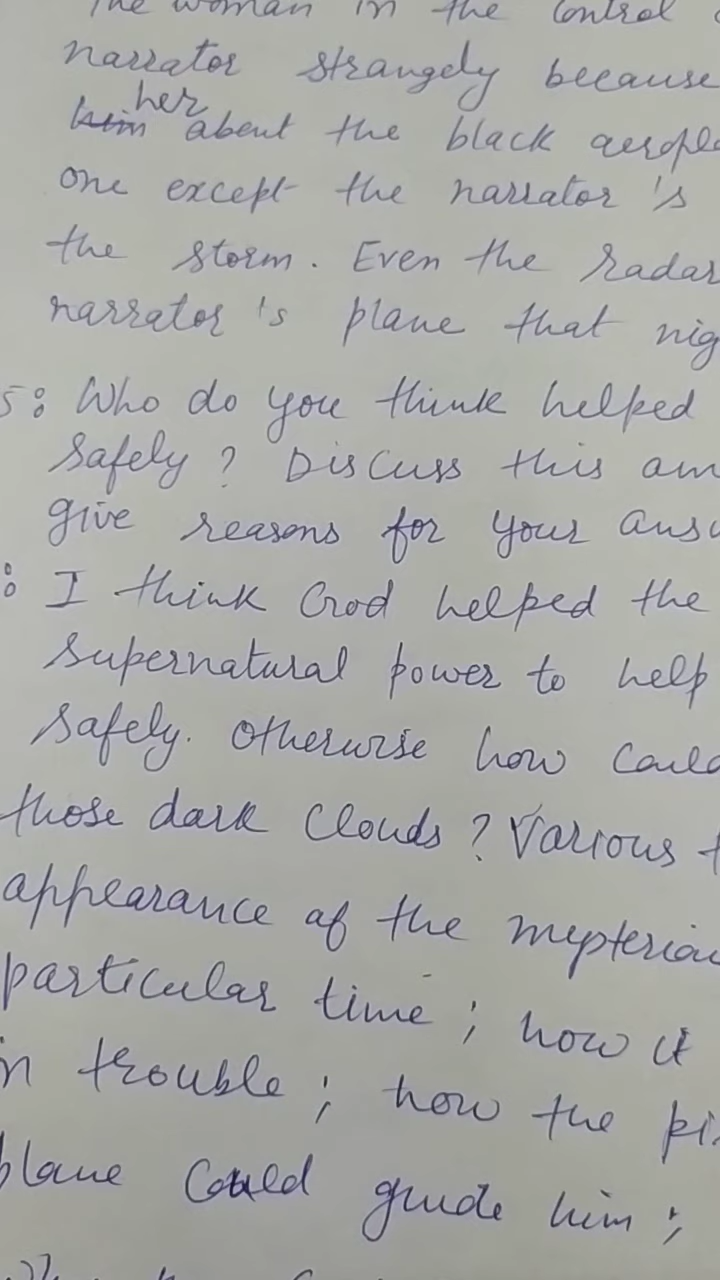 The woman in the control
narrator strangely because
him her about the black aeropl
one except the narrator's
the storm. Even the radar
narrator's plane that nig
5: Who do you think helped
safely? Discuss this am
give reasons for your answ
: I think God helped the
supernatural power to help
safely. Otherwise how could
those dark clouds? Various t
appearance of the mysteriou
particular time; how it
in trouble; how the pi
plane could guide him;